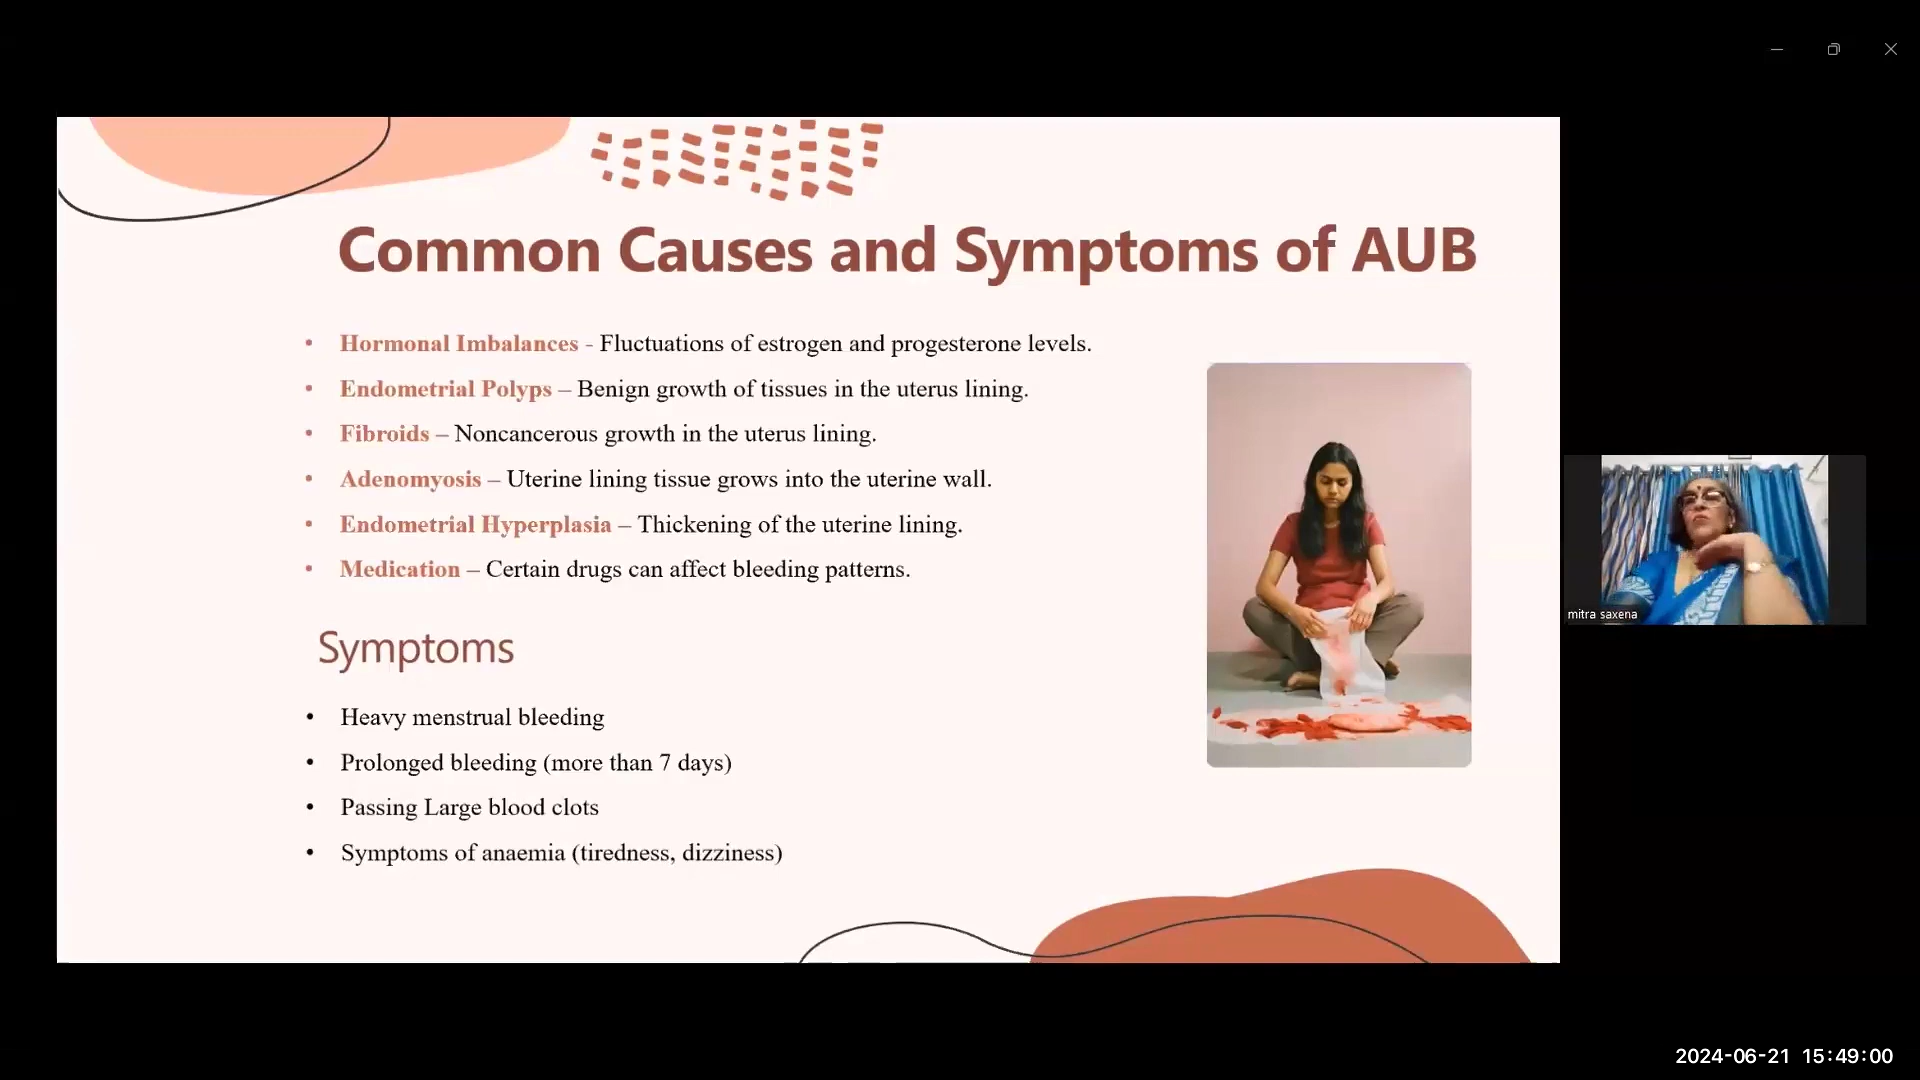 Common Causes and Symptoms of AUB
• Hormonal Imbalances - Fluctuations of estrogen and progesterone levels.
• Endometrial Polyps – Benign growth of tissues in the uterus lining.
• Fibroids – Noncancerous growth in the uterus lining.
• Adenomyosis – Uterine lining tissue grows into the uterine wall.
• Endometrial Hyperplasia – Thickening of the uterine lining.
• Medication – Certain drugs can affect bleeding patterns.
Symptoms
• Heavy menstrual bleeding
• Prolonged bleeding (more than 7 days)
• Passing Large blood clots
• Symptoms of anaemia (tiredness, dizziness)
mitra saxena
2024-06-21 15:49:00